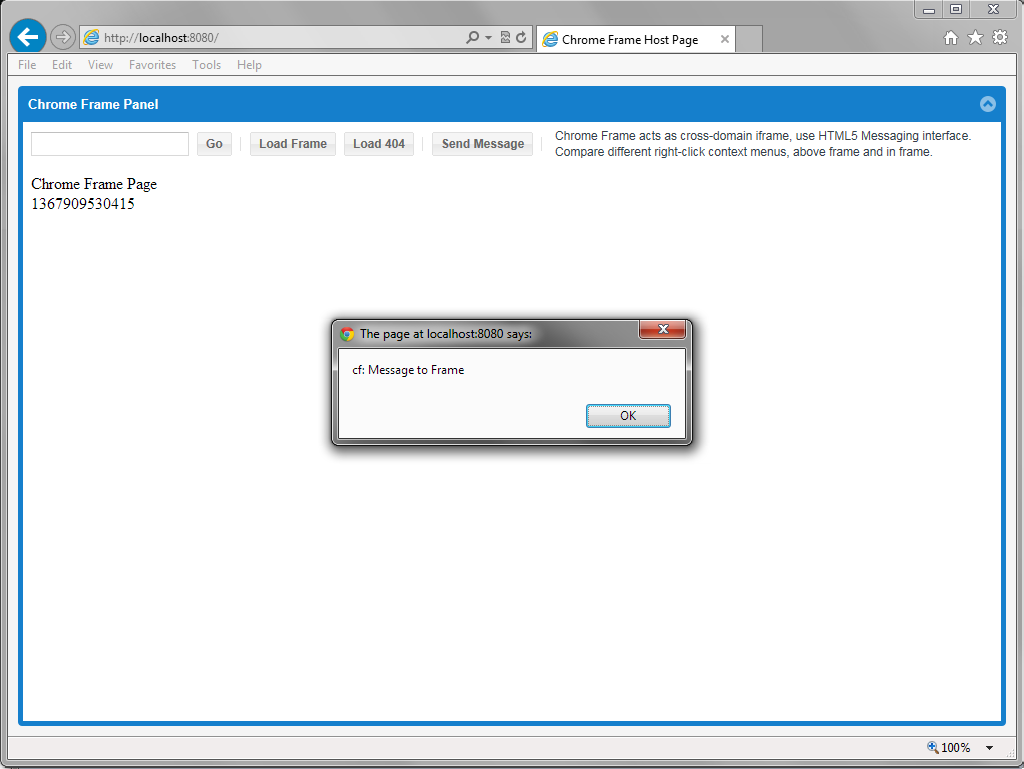 http://localhost:8080/
Chrome Frame Host Page
File Edit View Favorites Tools Help
Chrome Frame Panel
Go Load Frame Load 404 Send Message
Chrome Frame acts as cross-domain iframe, use HTML5 Messaging interface.
Compare different right-click context menus, above frame and in frame.
Chrome Frame Page
1367909530415
The page at localhost:8080 says:
cf: Message to Frame
OK
100%